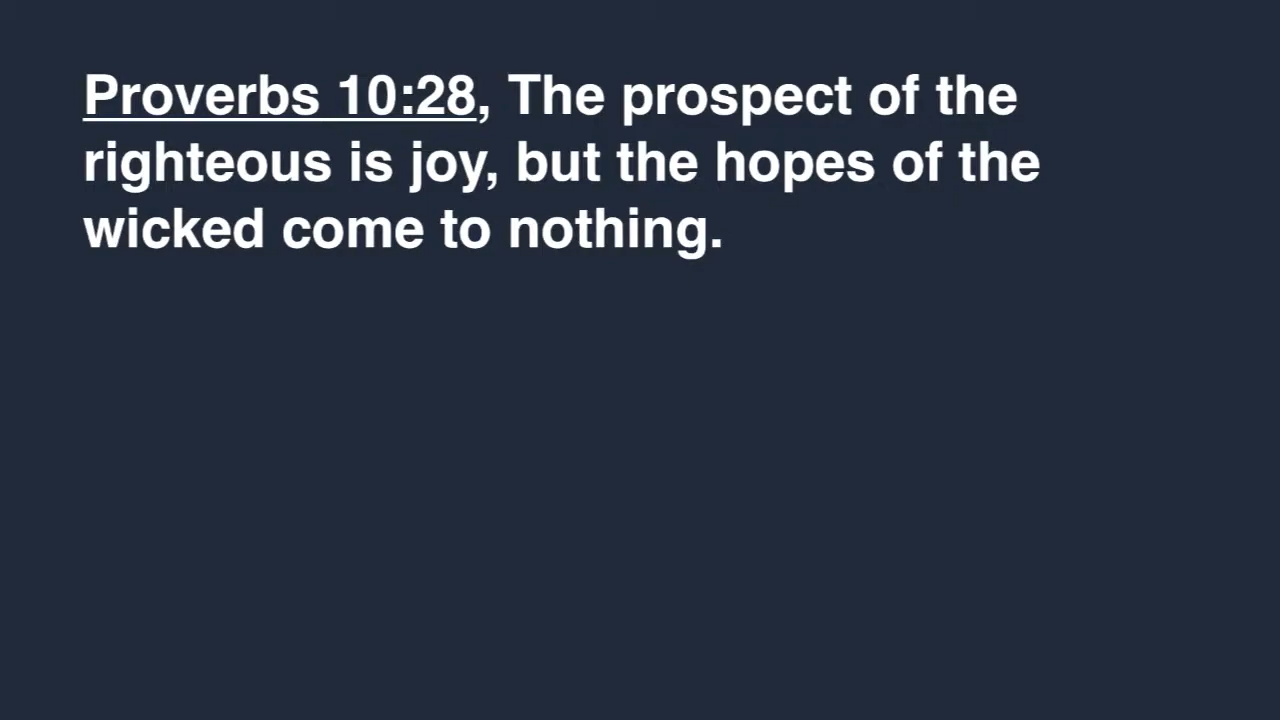 Proverbs 10:28, The prospect of the
righteous is joy, but the hopes of the
wicked come to nothing.